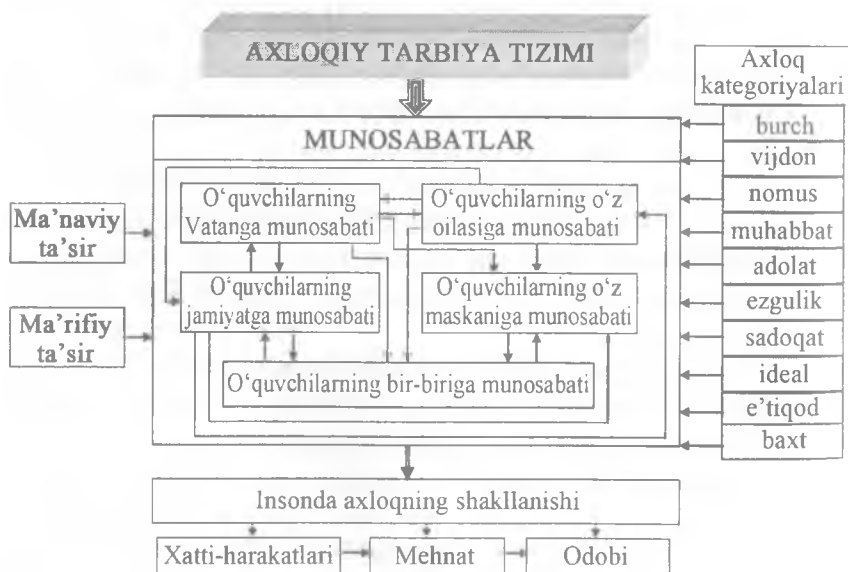 AXLOQIY TARBIYA TIZIMI
Axloq
kategoriyalari
MUNOSABATLAR
burch
vijdon
nomus
muhabbat
adolat
ezgulik
sadoqat
ideal
e'tiqod
baxt
Ma'naviy
ta'sir
Ma'rifiy
ta'sir
O‘quvchilarning
Vatanga munosabati
O‘quvchilarning o‘z
oilasiga munosabati
O‘quvchilarning
jamiyatga munosabati
O‘quvchilarning o‘z
maskaniga munosabati
O‘quvchilarning bir-biriga munosabati
Insonda axloqning shakllanishi
Xatti-harakatlari
Mehnat
Odobi